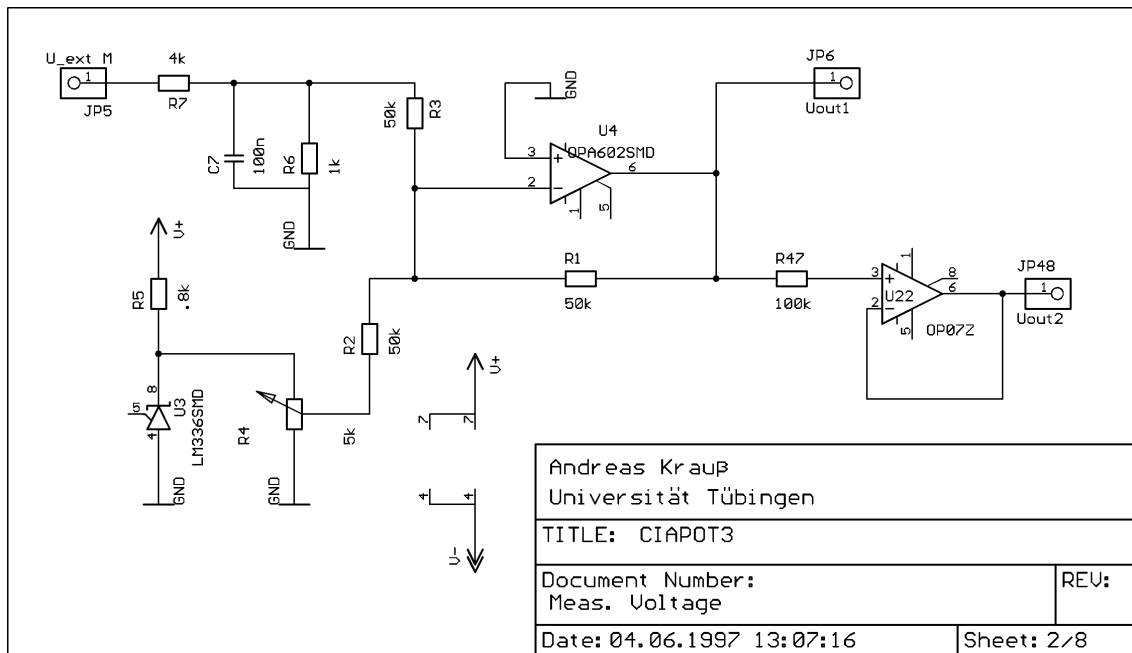 U_ext M
1
JP5
4k
R7
C7
100n
R6
1k
GND
50k
R3
GND
U4
OPA602SMD
3
+
2
-
6
1
5
JP6
1
Uout1
V+
R5
.8k
8
5
4
U3
LM336SMD
GND
R4
5k
GND
R2
50k
R1
50k
R47
100k
3
+
2
-
U22
1
8
6
5
OP07Z
JP48
1
Uout2
V+
7
7
4
4
V-
Andreas Krauß
Universität Tübingen
TITLE: CIAPOT3
Document Number:
Meas. Voltage
REV:
Date: 04.06.1997 13:07:16
Sheet: 2/8